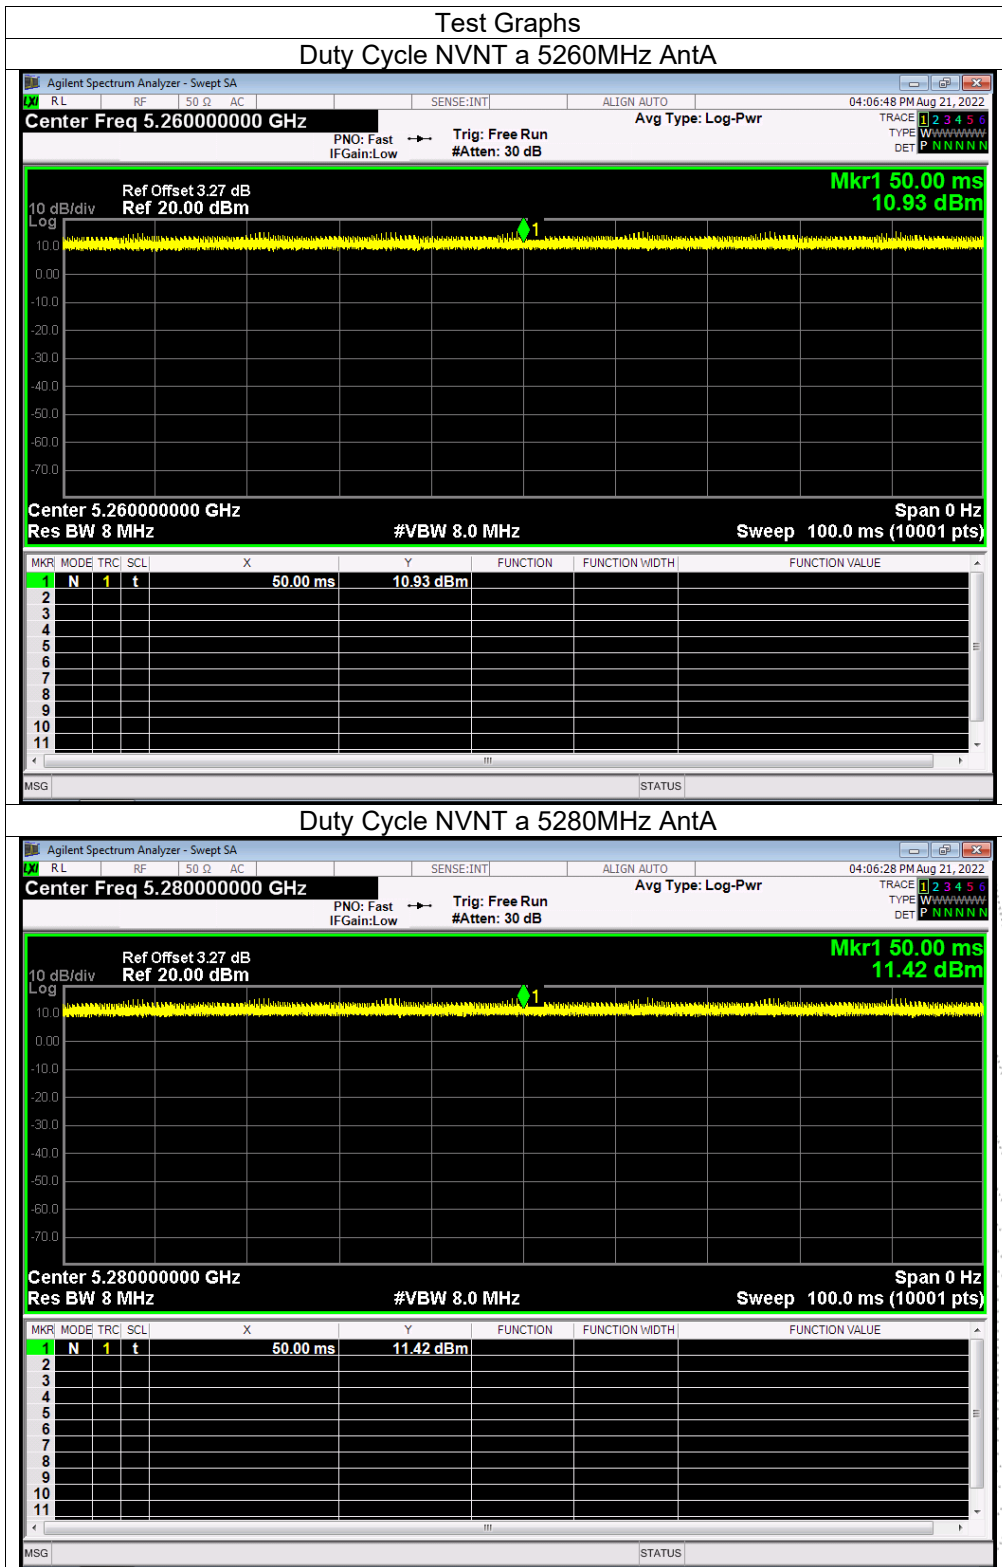 Test Graphs
Duty Cycle NVNT a 5260MHz AntA
Agilent Spectrum Analyzer - Swept SA
LXI RL RF 50 Ω AC SENSE:INT ALIGN AUTO 04:06:48 PM Aug 21, 2022
Center Freq 5.260000000 GHz Avg Type: Log-Pwr TRACE 1 2 3 4 5 6
PNO: Fast Trig: Free Run TYPE WWWWWW
IFGain:Low #Atten: 30 dB DET P N N N N N
Mkr1 50.00 ms
Ref Offset 3.27 dB
10 dB/div Ref 20.00 dBm 10.93 dBm
Log
1
10.0
0.00
-10.0
-20.0
-30.0
-40.0
-50.0
-60.0
-70.0
Center 5.260000000 GHz Span 0 Hz
Res BW 8 MHz #VBW 8.0 MHz Sweep 100.0 ms (10001 pts)
MKR MODE TRC SCL X Y FUNCTION FUNCTION WIDTH FUNCTION VALUE
1 N 1 t 50.00 ms 10.93 dBm
2
3
4
5
6
7
8
9
10
11
MSG STATUS
Duty Cycle NVNT a 5280MHz AntA
Agilent Spectrum Analyzer - Swept SA
LXI RL RF 50 Ω AC SENSE:INT ALIGN AUTO 04:06:28 PM Aug 21, 2022
Center Freq 5.280000000 GHz Avg Type: Log-Pwr TRACE 1 2 3 4 5 6
PNO: Fast Trig: Free Run TYPE WWWWWW
IFGain:Low #Atten: 30 dB DET P N N N N N
Mkr1 50.00 ms
Ref Offset 3.27 dB
10 dB/div Ref 20.00 dBm 11.42 dBm
Log
1
10.0
0.00
-10.0
-20.0
-30.0
-40.0
-50.0
-60.0
-70.0
Center 5.280000000 GHz Span 0 Hz
Res BW 8 MHz #VBW 8.0 MHz Sweep 100.0 ms (10001 pts)
MKR MODE TRC SCL X Y FUNCTION FUNCTION WIDTH FUNCTION VALUE
1 N 1 t 50.00 ms 11.42 dBm
2
3
4
5
6
7
8
9
10
11
MSG STATUS